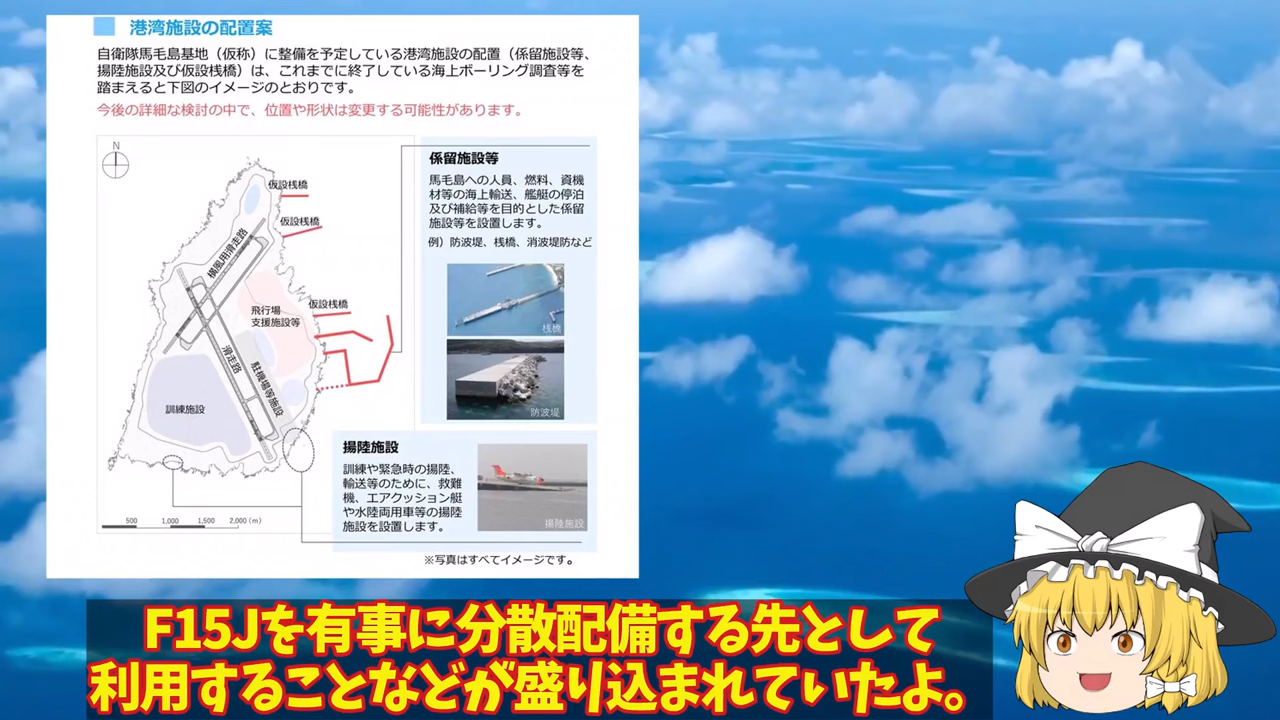 港湾施設の配置案
自衛隊馬毛島基地（仮称）に整備を予定している港湾施設の配置（係留施設等、
揚陸施設及び仮設桟橋）は、これまでに終了している海上ボーリング調査等を
踏まえると下図のイメージのとおりです。
今後の詳細な検討の中で、位置や形状は変更する可能性があります。
N
仮設桟橋
仮設桟橋
横風用滑走路
仮設桟橋
飛行場
支援施設等
滑走路
駐機場等施設
訓練施設
係留施設等
馬毛島への人員、燃料、資機
材等の海上輸送、艦艇の停泊
及び補給等を目的とした係留
施設等を設置します。
例）防波堤、桟橋、消波堤防など
桟橋
防波堤
揚陸施設
訓練や緊急時の揚陸、
輸送等のために、救難
機、エアクッション艇
や水陸両用車等の揚陸
施設を設置します。
揚陸施設
500 1,000 1,500 2,000 (m)
※写真はすべてイメージです。
F15Jを有事に分散配備する先として
利用することなどが盛り込まれていたよ。